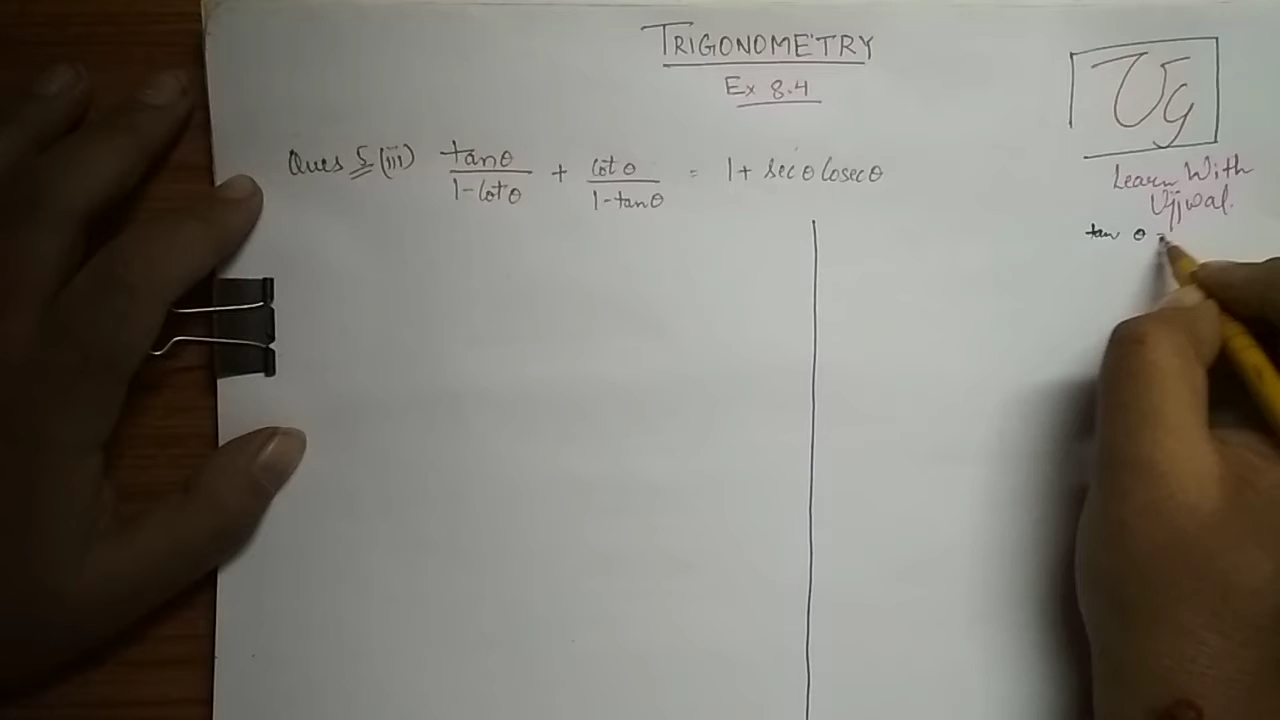 TRIGONOMETRY
Ex 8.4
Ug
Learn With
Ujjwal.
Ques 5 (iii) tanθ/1-cotθ + cotθ/1-tanθ = 1 + secθ cosecθ
tan θ =